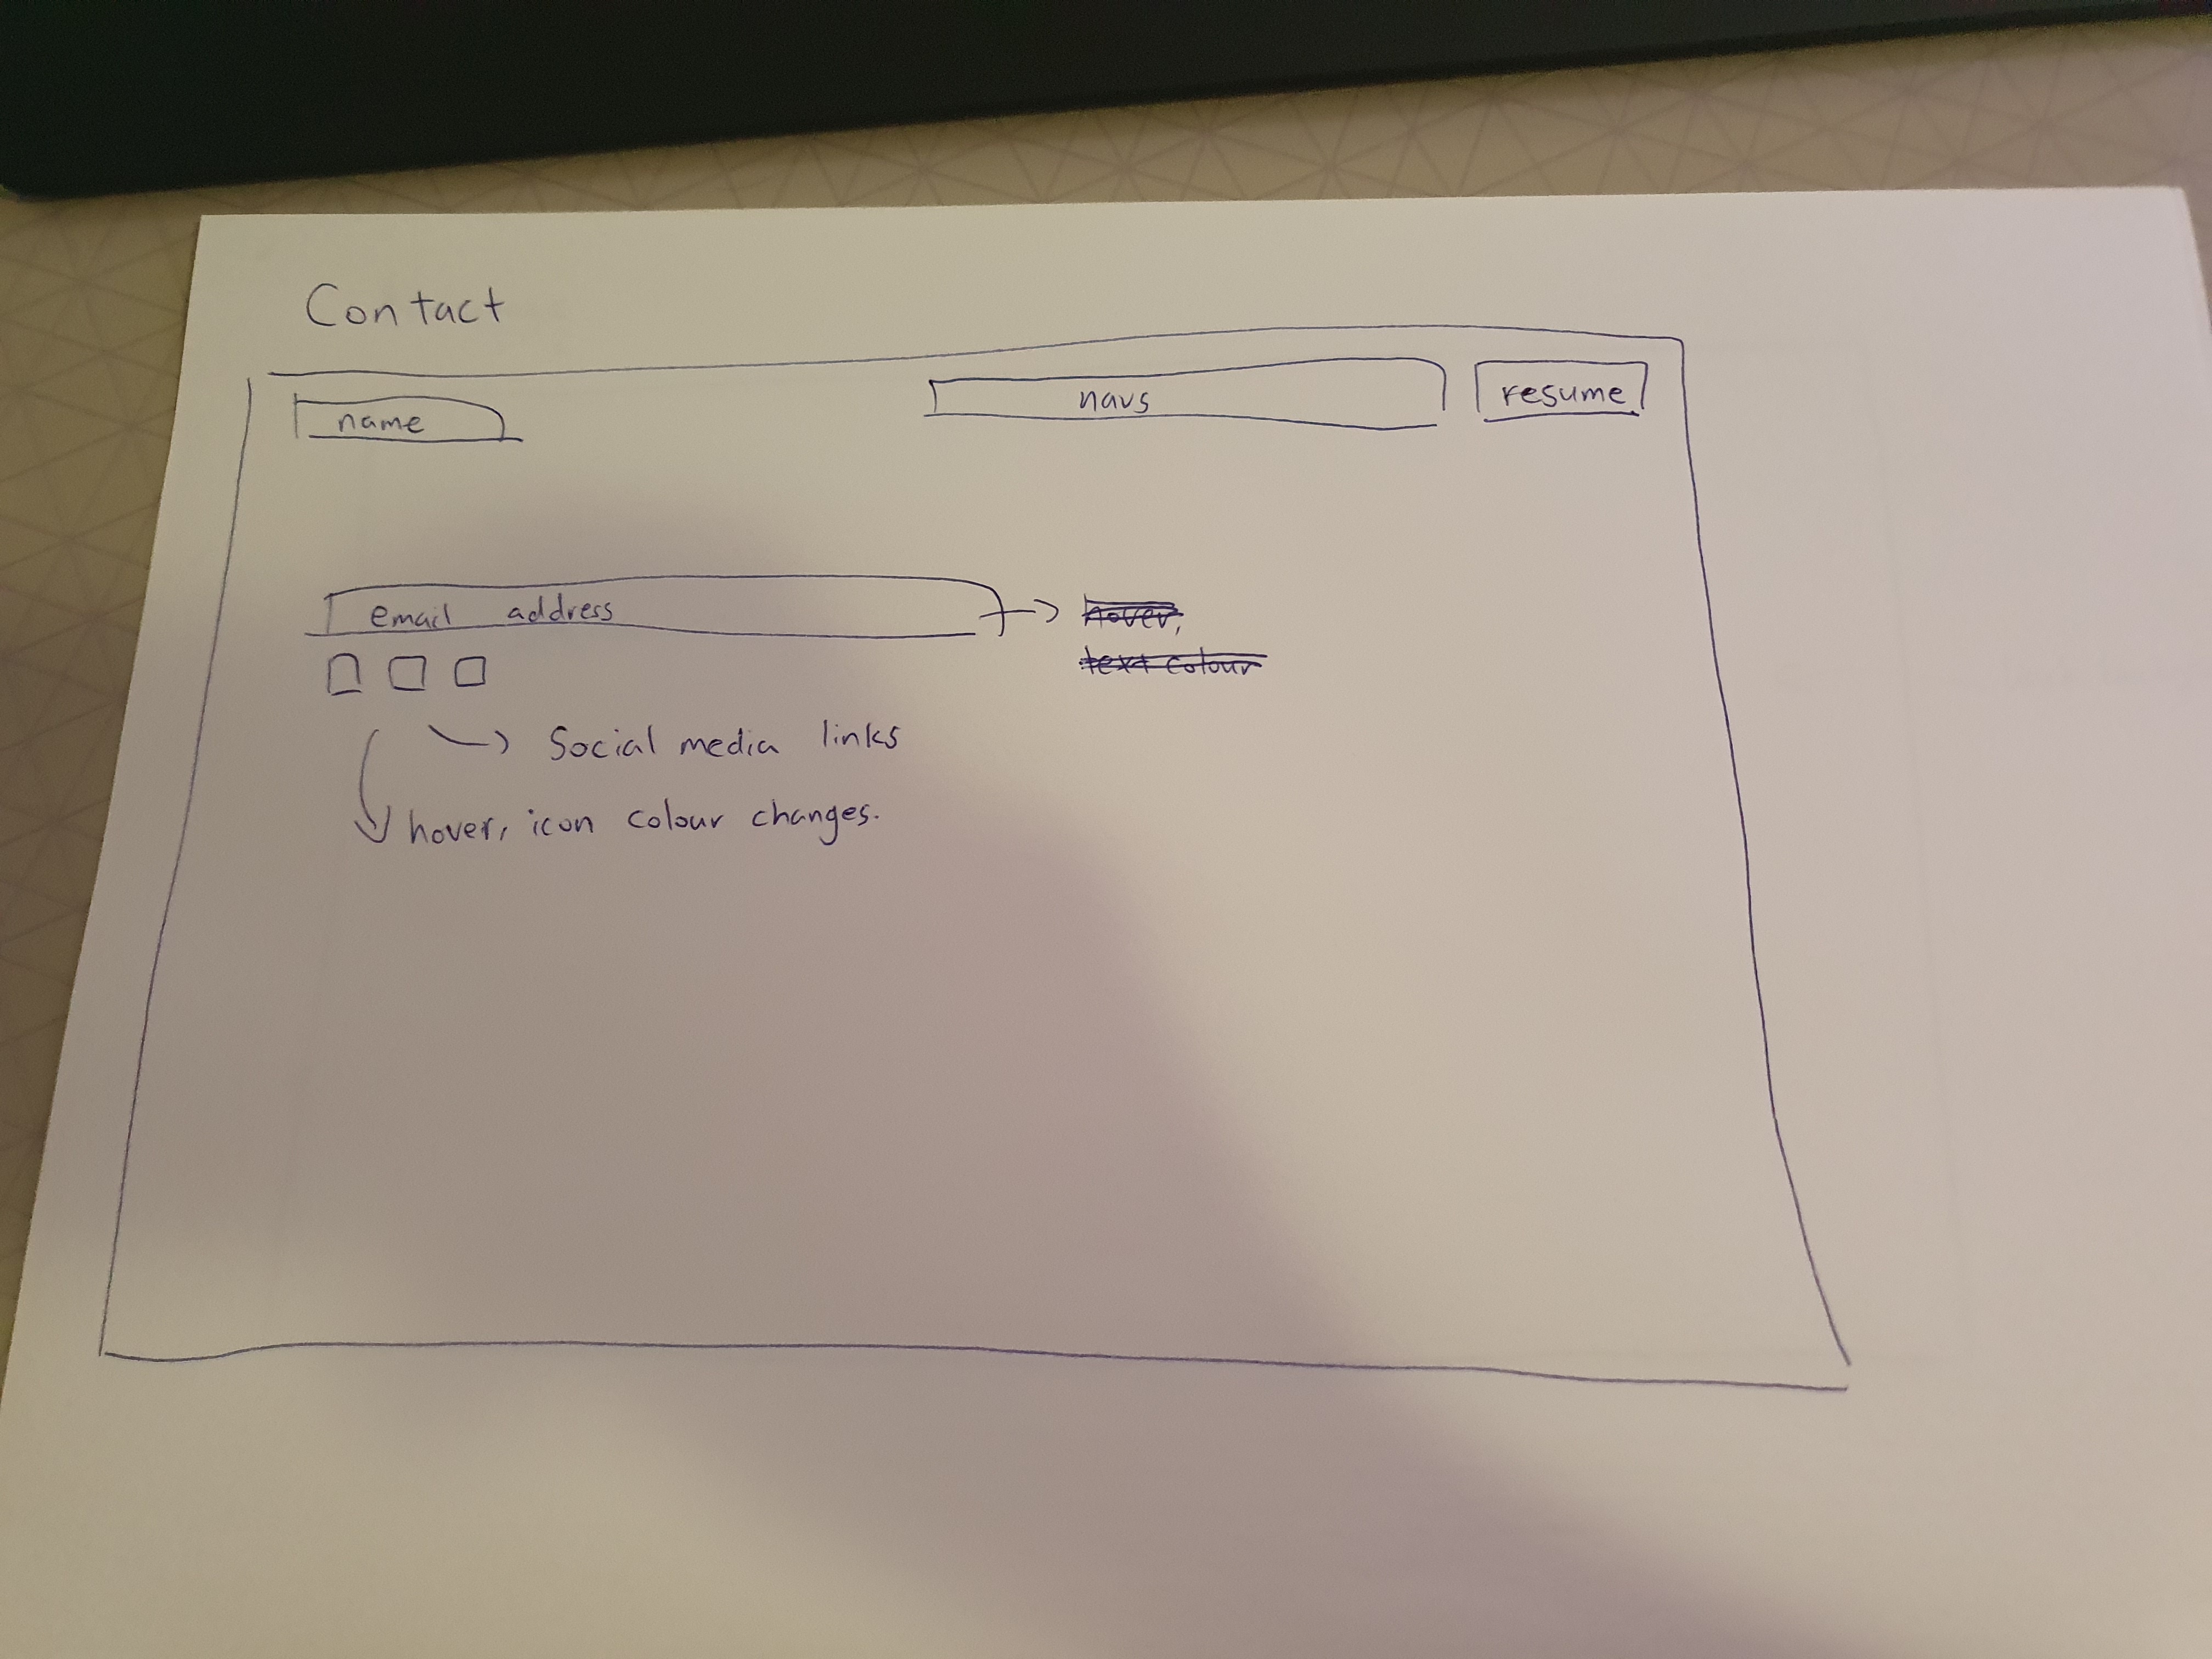 Contact
name
navs
resume
email address
hover,
text colour
Social media links
hover, icon colour changes.